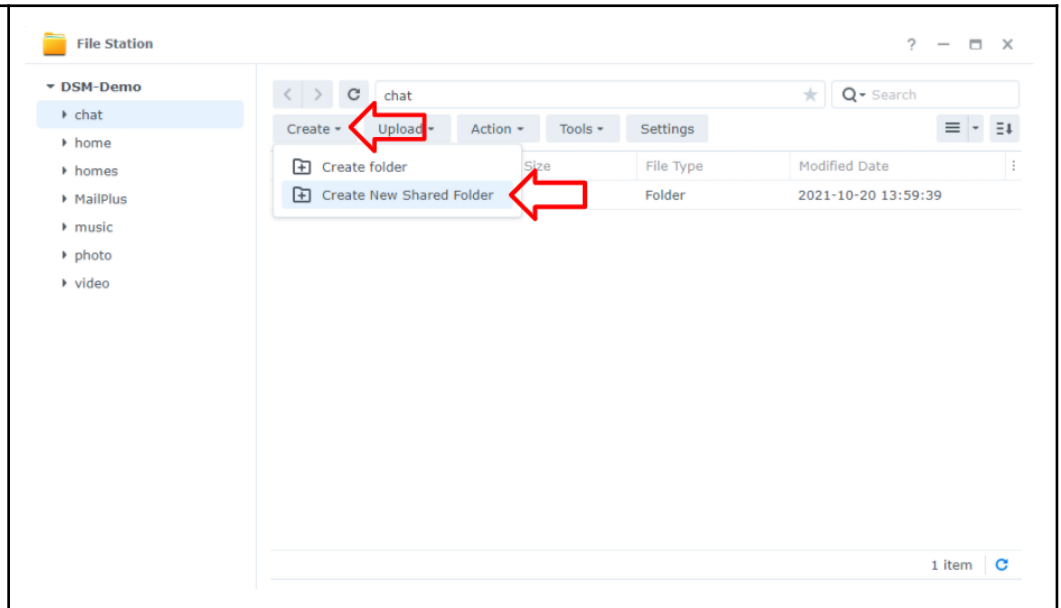 File Station
?
DSM-Demo
chat
home
homes
MailPlus
music
photo
video
chat
Search
Create Upload Action Tools Settings
Size File Type Modified Date
Create folder
Create New Shared Folder
Folder 2021-10-20 13:59:39
1 item